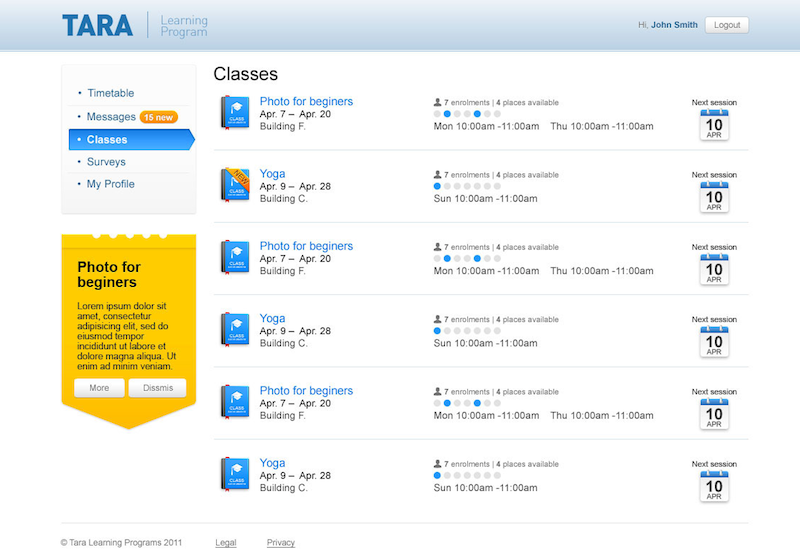 TARA
Learning
Program
Hi, John Smith
Logout
Timetable
Messages 15 new
Classes
Surveys
My Profile
Photo for
beginers
Lorem ipsum dolor sit
amet, consectetur
adipisicing elit, sed do
eiusmod tempor
incididunt ut labore et
dolore magna aliqua. Ut
enim ad minim veniam.
More
Dissmis
Classes
CLASS
Photo for beginers
Apr. 7 – Apr. 20
Building F.
7 enrolments | 4 places available
Mon 10:00am -11:00am Thu 10:00am -11:00am
Next session
10
APR
NEW
CLASS
Yoga
Apr. 9 – Apr. 28
Building C.
7 enrolments | 4 places available
Sun 10:00am -11:00am
Next session
10
APR
CLASS
Photo for beginers
Apr. 7 – Apr. 20
Building F.
7 enrolments | 4 places available
Mon 10:00am -11:00am Thu 10:00am -11:00am
Next session
10
APR
CLASS
Yoga
Apr. 9 – Apr. 28
Building C.
7 enrolments | 4 places available
Sun 10:00am -11:00am
Next session
10
APR
CLASS
Photo for beginers
Apr. 7 – Apr. 20
Building F.
7 enrolments | 4 places available
Mon 10:00am -11:00am Thu 10:00am -11:00am
Next session
10
APR
CLASS
Yoga
Apr. 9 – Apr. 28
Building C.
7 enrolments | 4 places available
Sun 10:00am -11:00am
Next session
10
APR
© Tara Learning Programs 2011
Legal
Privacy